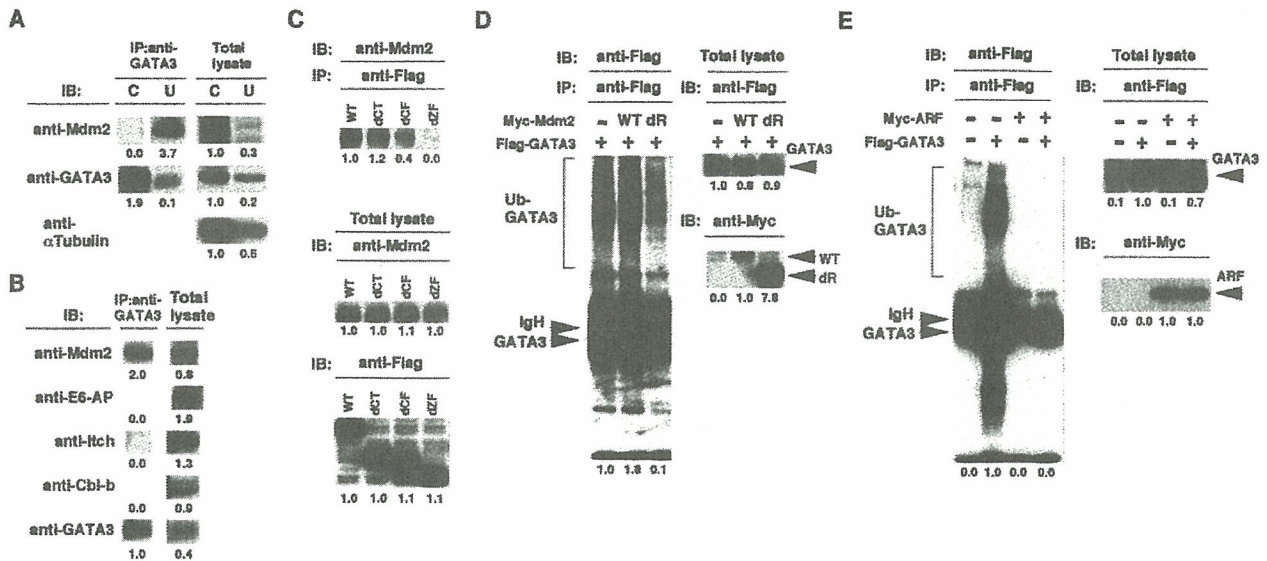 A
IP:anti-GATA3
Total lysate
IB: C U C U
anti-Mdm2
0.0 3.7 1.0 0.3
anti-GATA3
1.9 0.1 1.0 0.2
anti-αTubulin
1.0 0.5
B
IP:anti-GATA3
Total lysate
IB:
anti-Mdm2
2.0 0.8
anti-E6-AP
0.0 1.9
anti-Itch
0.0 1.3
anti-Cbl-b
0.0 0.9
anti-GATA3
1.0 0.4
C
IB: anti-Mdm2
IP: anti-Flag
WT dCT dCF dZF
1.0 1.2 0.4 0.0
Total lysate
IB: anti-Mdm2
WT dCT dCF dZF
1.0 1.0 1.1 1.0
IB: anti-Flag
WT dCT dCF dZF
1.0 1.0 1.1 1.1
D
IB: anti-Flag
IP: anti-Flag
Myc-Mdm2 – WT dR
Flag-GATA3 + + +
Ub-GATA3
IgH
GATA3
1.0 1.8 0.1
Total lysate
IB: anti-Flag
– WT dR
+ + +
GATA3
1.0 0.8 0.9
IB: anti-Myc
WT
dR
0.0 1.0 7.8
E
IB: anti-Flag
IP: anti-Flag
Myc-ARF – – + +
Flag-GATA3 – + – +
Ub-GATA3
IgH
GATA3
0.0 1.0 0.0 0.0
Total lysate
IB: anti-Flag
– – + +
– + – +
GATA3
0.1 1.0 0.1 0.7
IB: anti-Myc
ARF
0.0 0.0 1.0 1.0